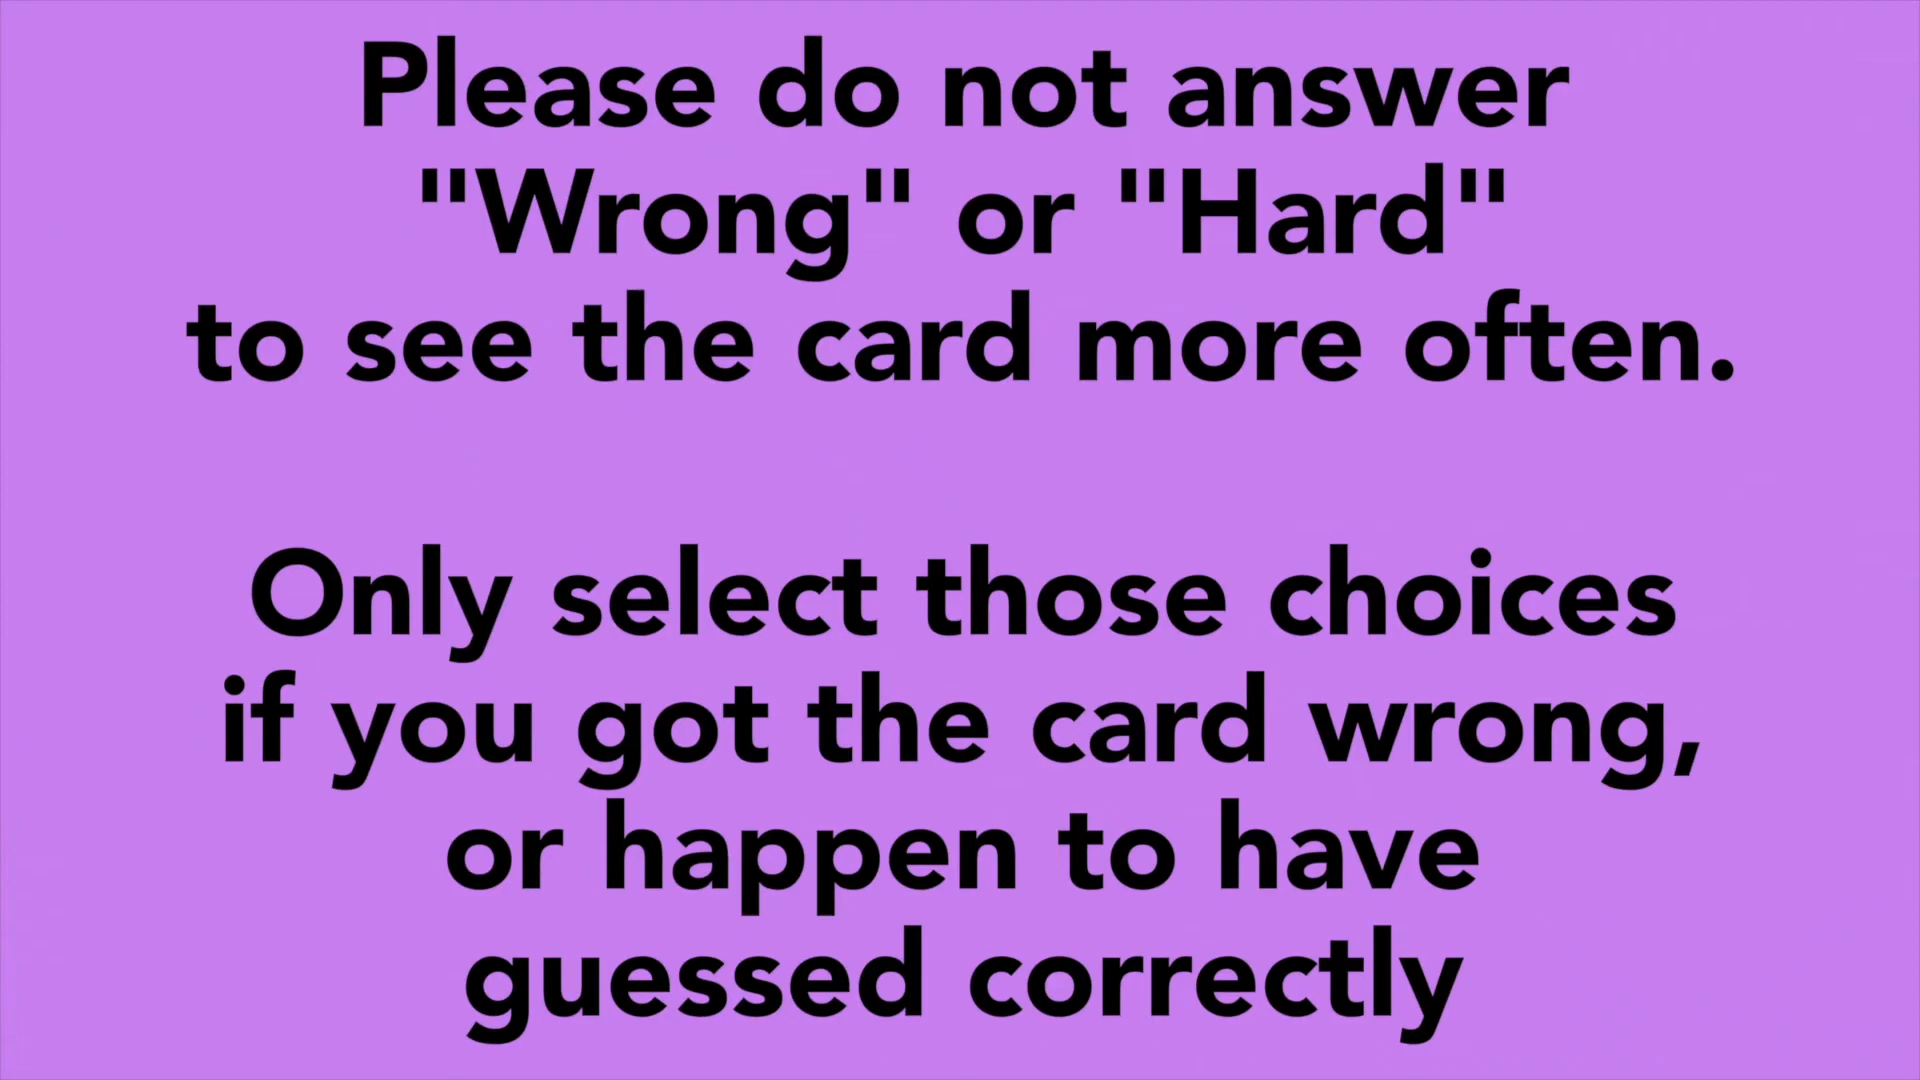 Please do not answer
"Wrong" or "Hard"
to see the card more often.
Only select those choices
if you got the card wrong,
or happen to have
guessed correctly